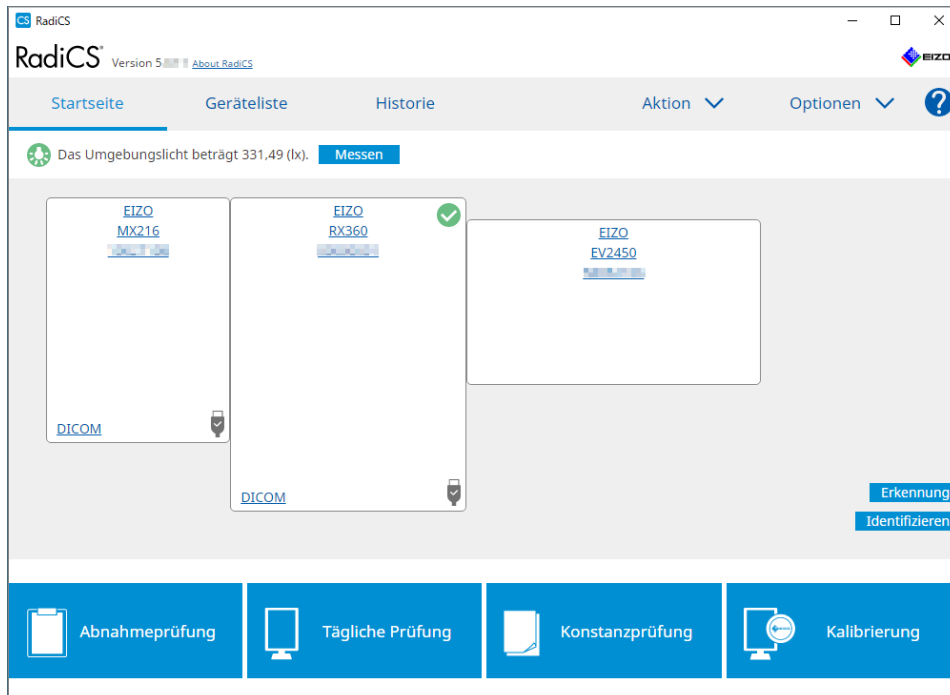 CS RadiCS
RadiCS® Version 5. About RadiCS EIZO
Startseite Geräteliste Historie Aktion Optionen ?
Das Umgebungslicht beträgt 331,49 (lx). Messen
EIZO
MX216
DICOM
EIZO
RX360
DICOM
EIZO
EV2450
Erkennung
Identifizieren
Abnahmeprüfung Tägliche Prüfung Konstanzprüfung Kalibrierung